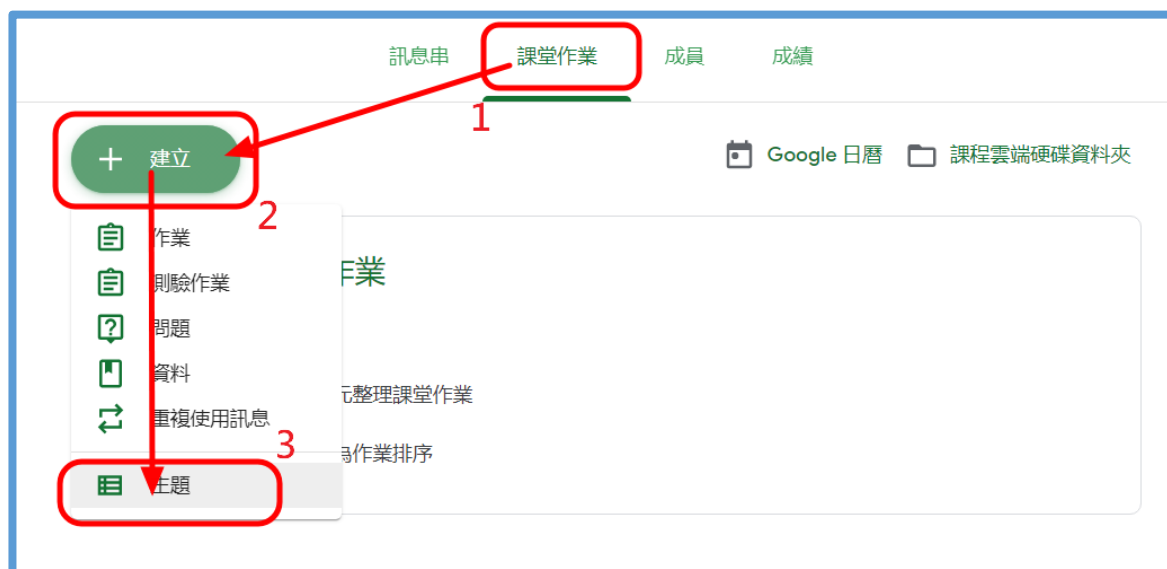 訊息串 課堂作業 成員 成績
1
+ 建立
Google 日曆 課程雲端硬碟資料夾
2
作業
測驗作業
作業
問題
資料
元整理課堂作業
重複使用訊息
為作業排序
3
主題